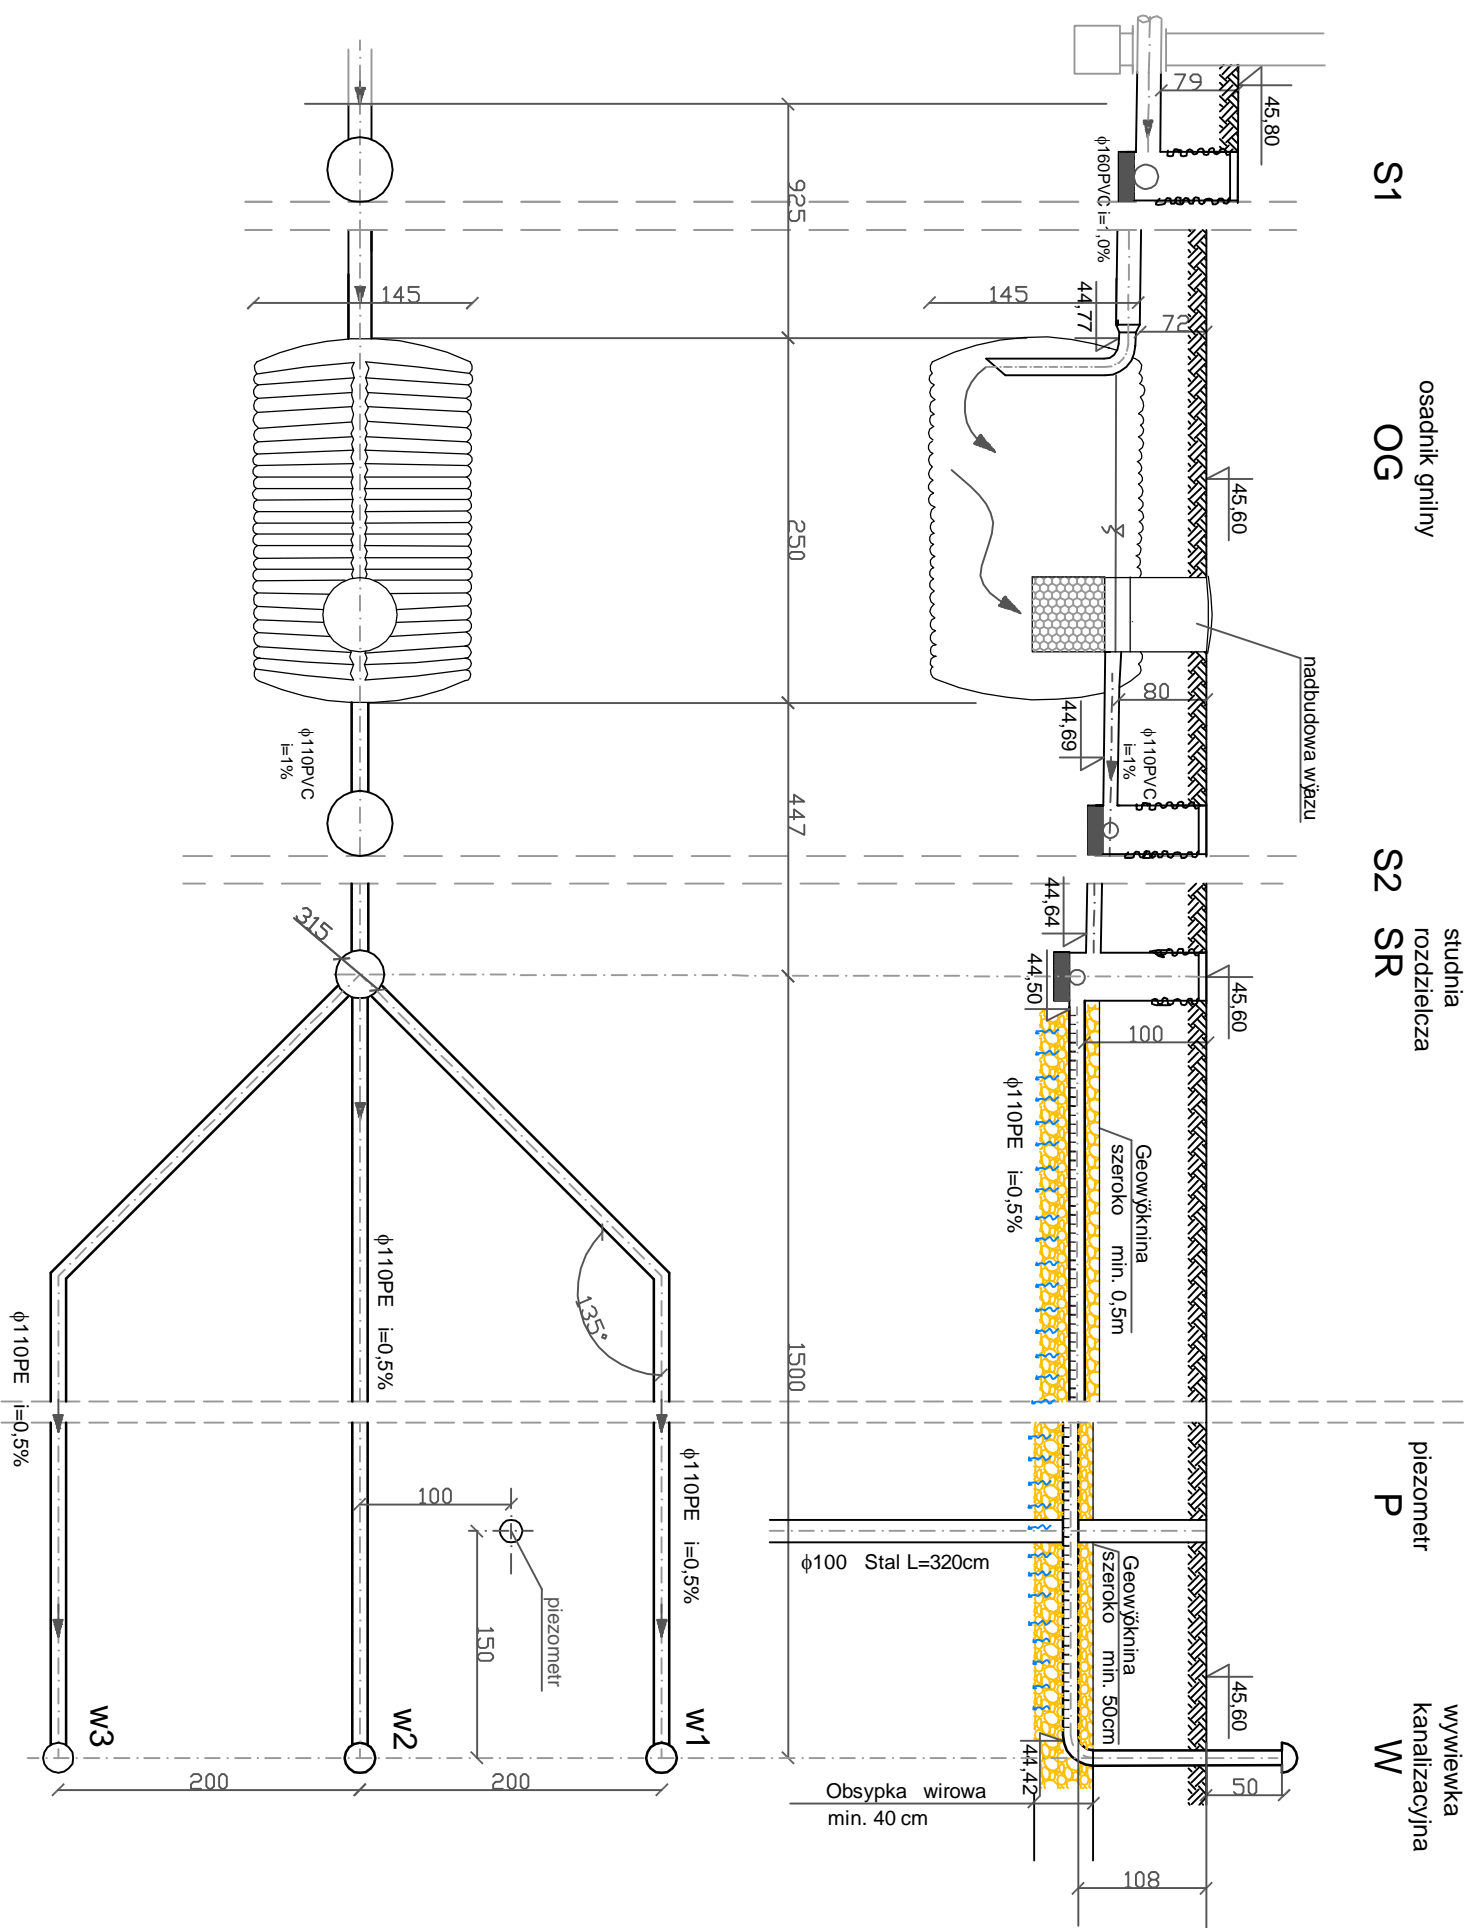 S1
osadnik gnilny
OG
S2
studnia
rozdzielcza
SR
piezometr
P
wywiewka
kanalizacyjna
W
45,80
79
ϕ160PVC i=1,0%
44,77
145
72
45,60
nadbudowa
80
44,69
ϕ110PVC
i=1%
44,64
44,50
45,60
100
ϕ110PE i=0,5%
szeroko min. 0,5m
ϕ100 Stal L=320cm
szeroko min. 50cm
45,60
50
44,42
Obsypka wirowa
min. 40 cm
108
925
250
447
1500
145
ϕ110PVC
i=1%
315
135°
ϕ110PE i=0,5%
ϕ110PE i=0,5%
ϕ110PE i=0,5%
100
150
piezometr
w1
w2
w3
200
200